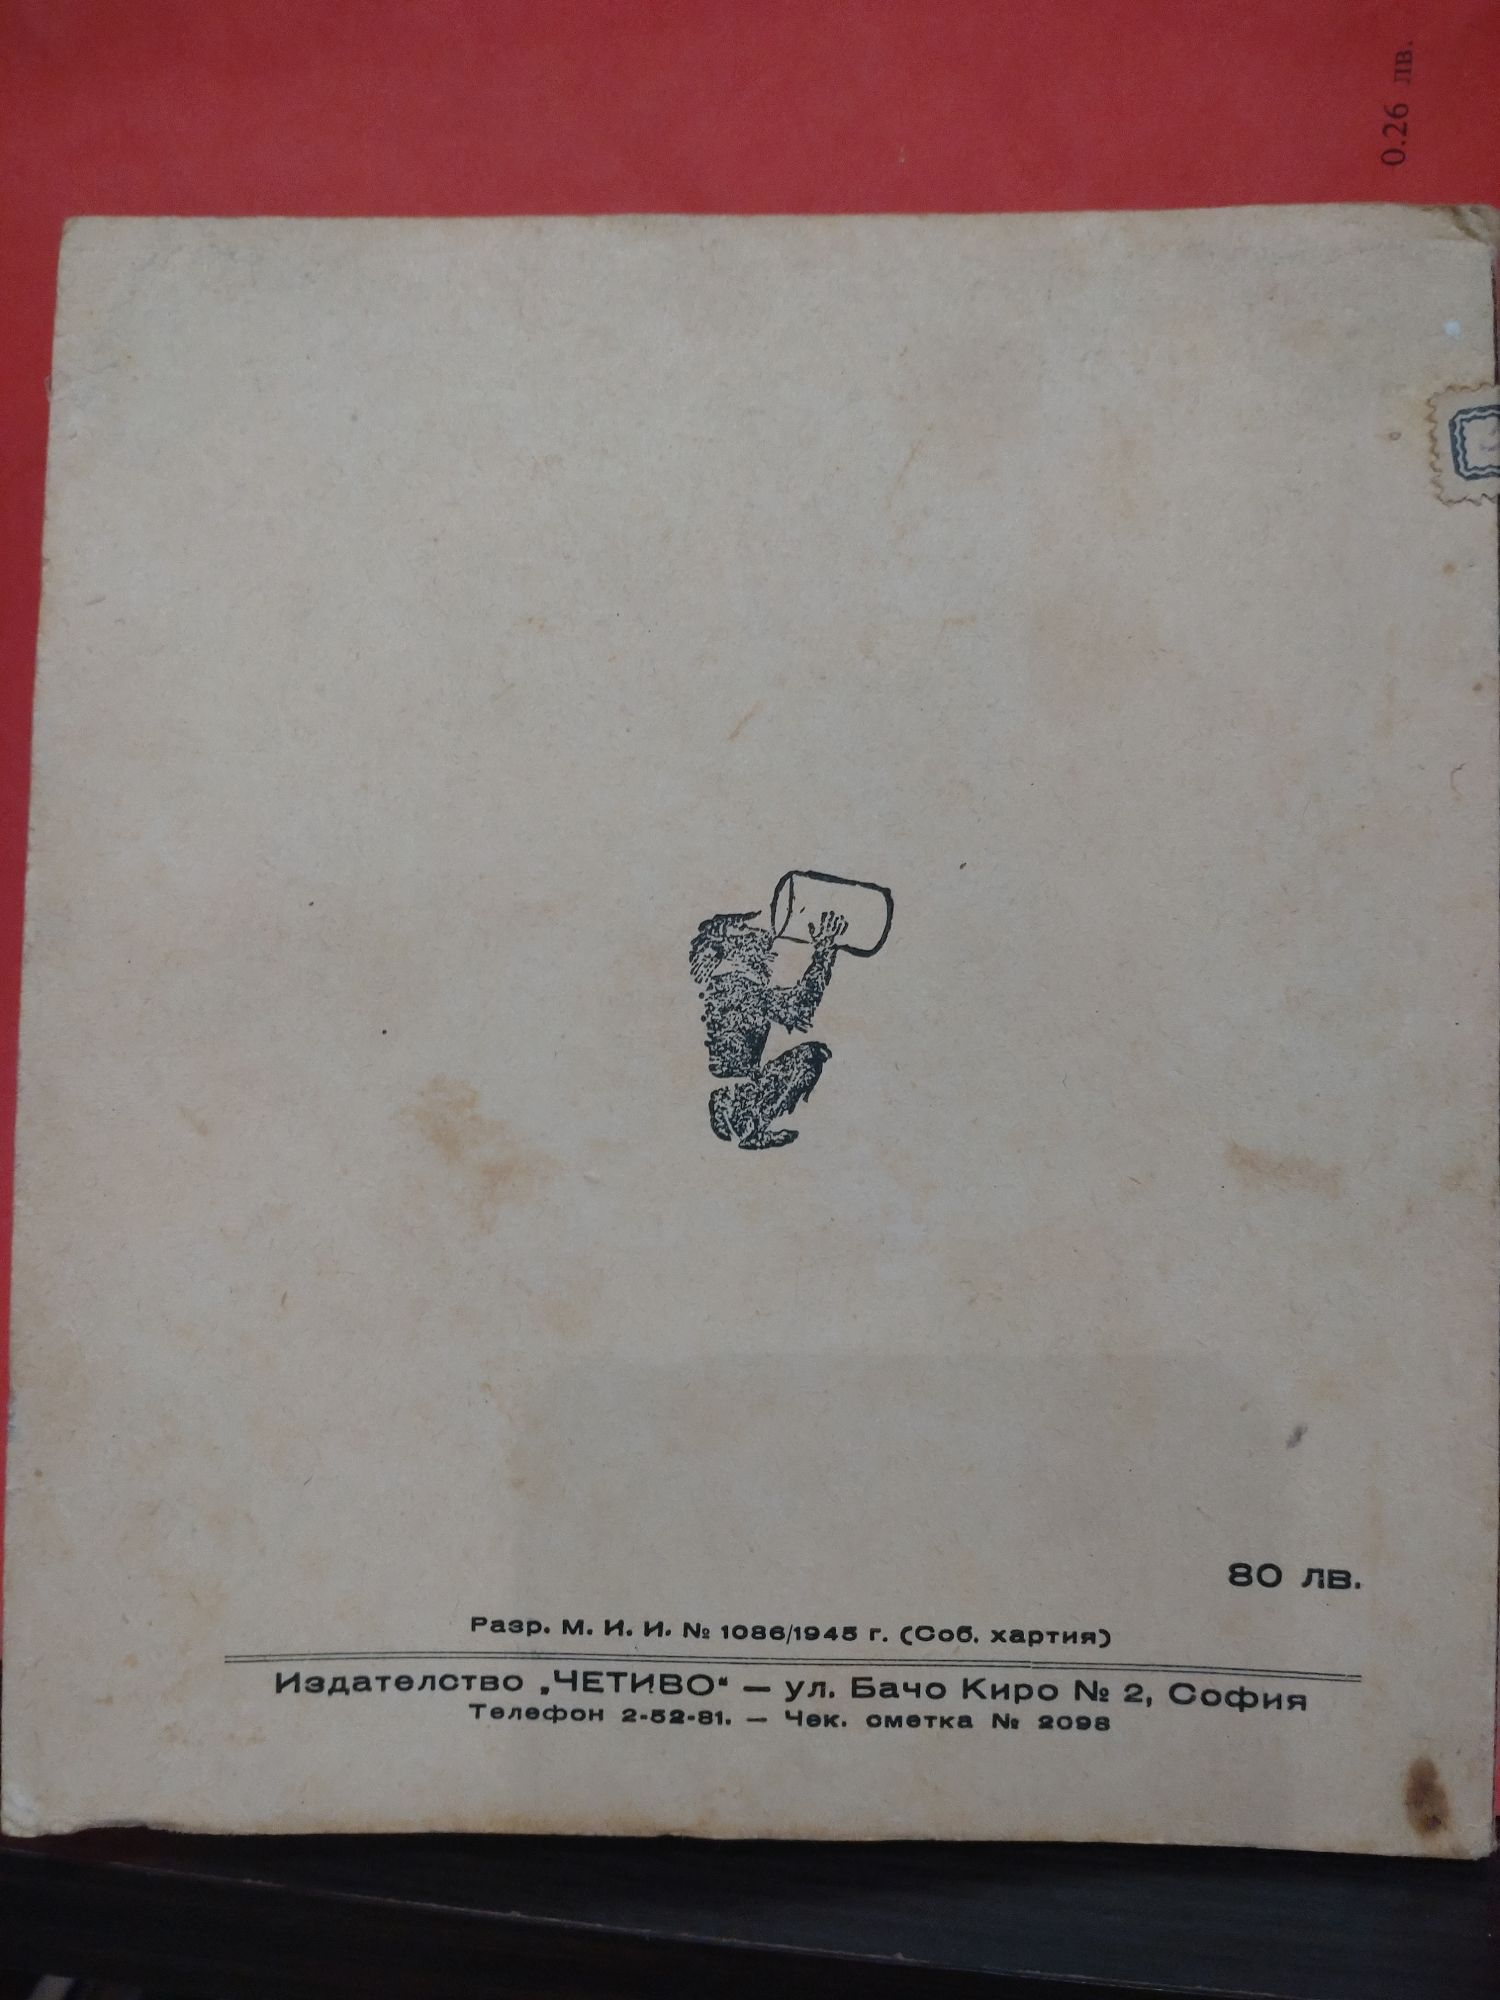 0.26 лв.
80 лв.
Разр. М. И. И. № 1086/1945 г. (Соб. хартия)
Издателство „ЧЕТИВО“ — ул. Бачо Киро № 2, София
Телефон 2-52-81. — Чек. сметка № 2098